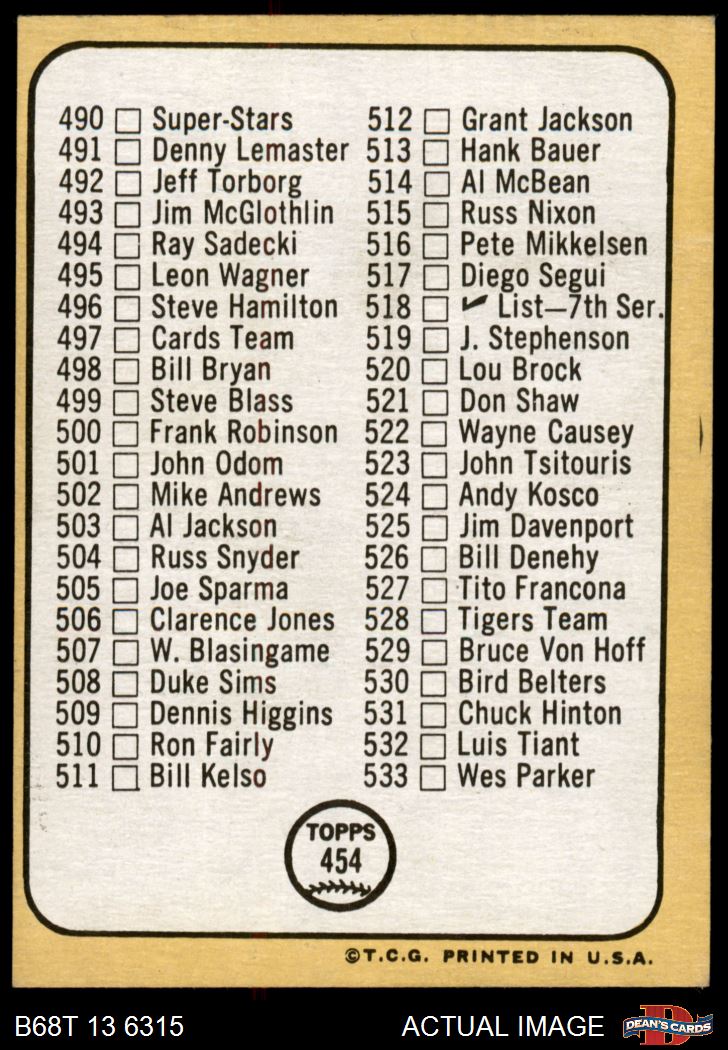 490 Super-Stars
491 Denny Lemaster
492 Jeff Torborg
493 Jim McGlothlin
494 Ray Sadecki
495 Leon Wagner
496 Steve Hamilton
497 Cards Team
498 Bill Bryan
499 Steve Blass
500 Frank Robinson
501 John Odom
502 Mike Andrews
503 Al Jackson
504 Russ Snyder
505 Joe Sparma
506 Clarence Jones
507 W. Blasingame
508 Duke Sims
509 Dennis Higgins
510 Ron Fairly
511 Bill Kelso
512 Grant Jackson
513 Hank Bauer
514 Al McBean
515 Russ Nixon
516 Pete Mikkelsen
517 Diego Segui
518 List—7th Ser.
519 J. Stephenson
520 Lou Brock
521 Don Shaw
522 Wayne Causey
523 John Tsitouris
524 Andy Kosco
525 Jim Davenport
526 Bill Denehy
527 Tito Francona
528 Tigers Team
529 Bruce Von Hoff
530 Bird Belters
531 Chuck Hinton
532 Luis Tiant
533 Wes Parker
TOPPS
454
©T.C.G. PRINTED IN U.S.A.
B68T 13 6315 ACTUAL IMAGE
D
DEAN'S CARDS